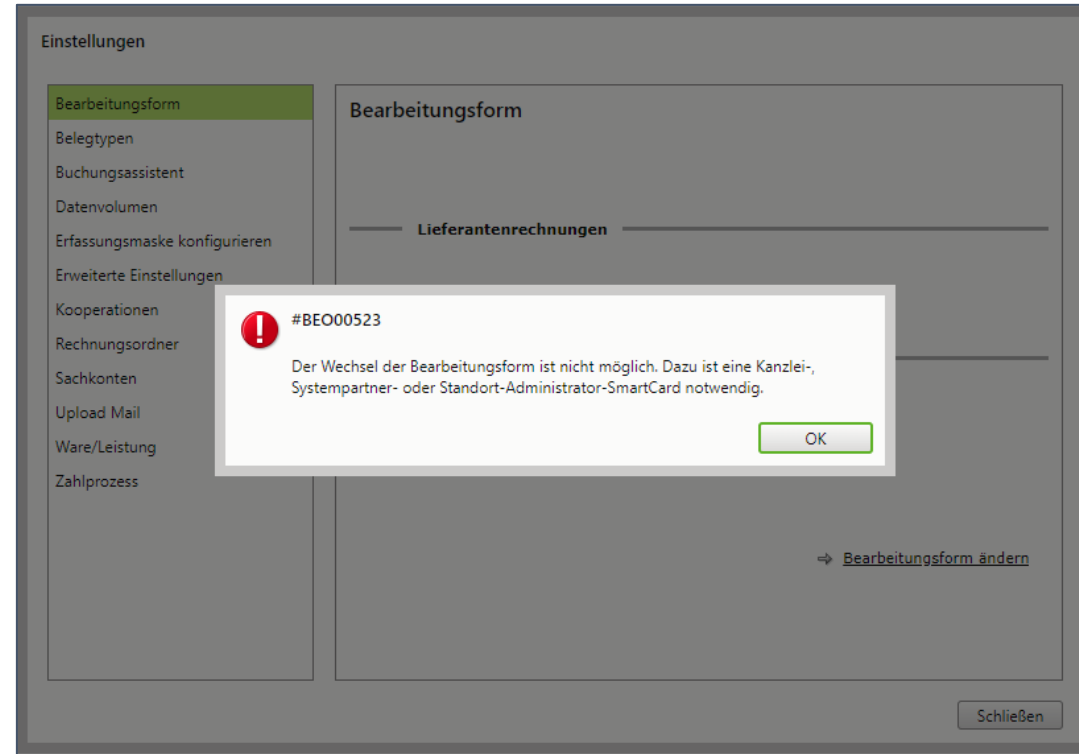 Einstellungen
Bearbeitungsform
Belegtypen
Buchungsassistent
Datenvolumen
Erfassungsmaske konfigurieren
Erweiterte Einstellungen
Kooperationen
Rechnungsordner
Sachkonten
Upload Mail
Ware/Leistung
Zahlprozess
Bearbeitungsform
Lieferantenrechnungen
#BEO00523
Der Wechsel der Bearbeitungsform ist nicht möglich. Dazu ist eine Kanzlei-,
Systempartner- oder Standort-Administrator-SmartCard notwendig.
OK
⇒ Bearbeitungsform ändern
Schließen